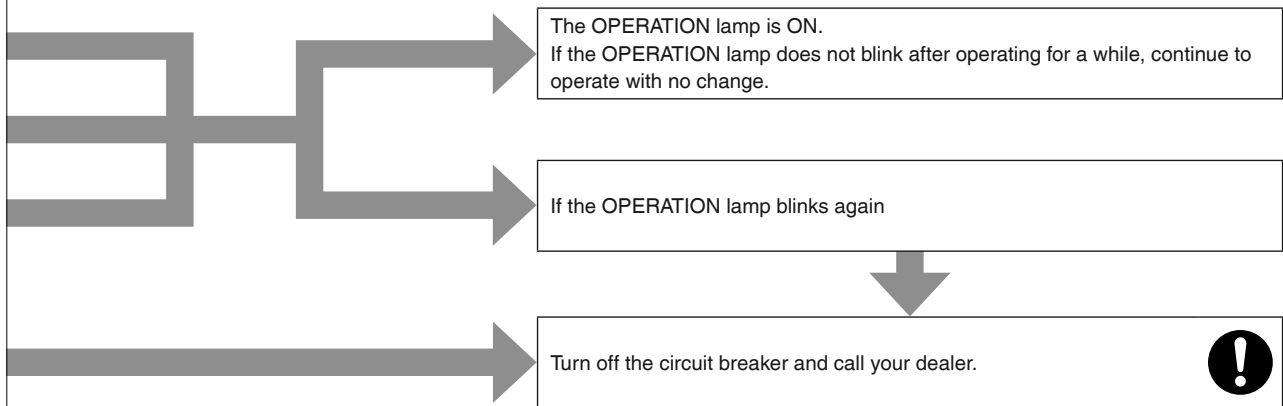 The OPERATION lamp is ON.
If the OPERATION lamp does not blink after operating for a while, continue to
operate with no change.
If the OPERATION lamp blinks again
Turn off the circuit breaker and call your dealer.